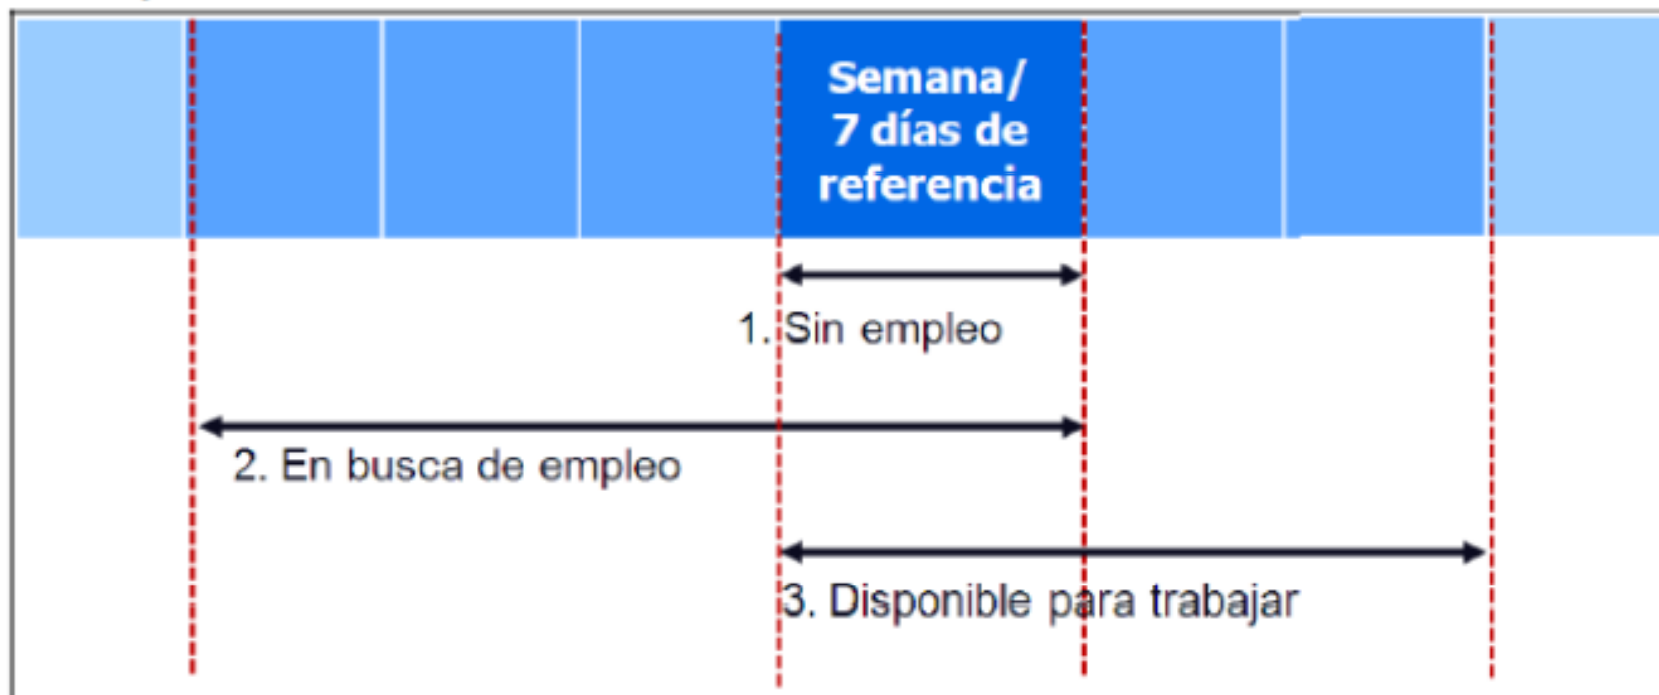 Semana/
7 días de
referencia
1. Sin empleo
2. En busca de empleo
3. Disponible para trabajar